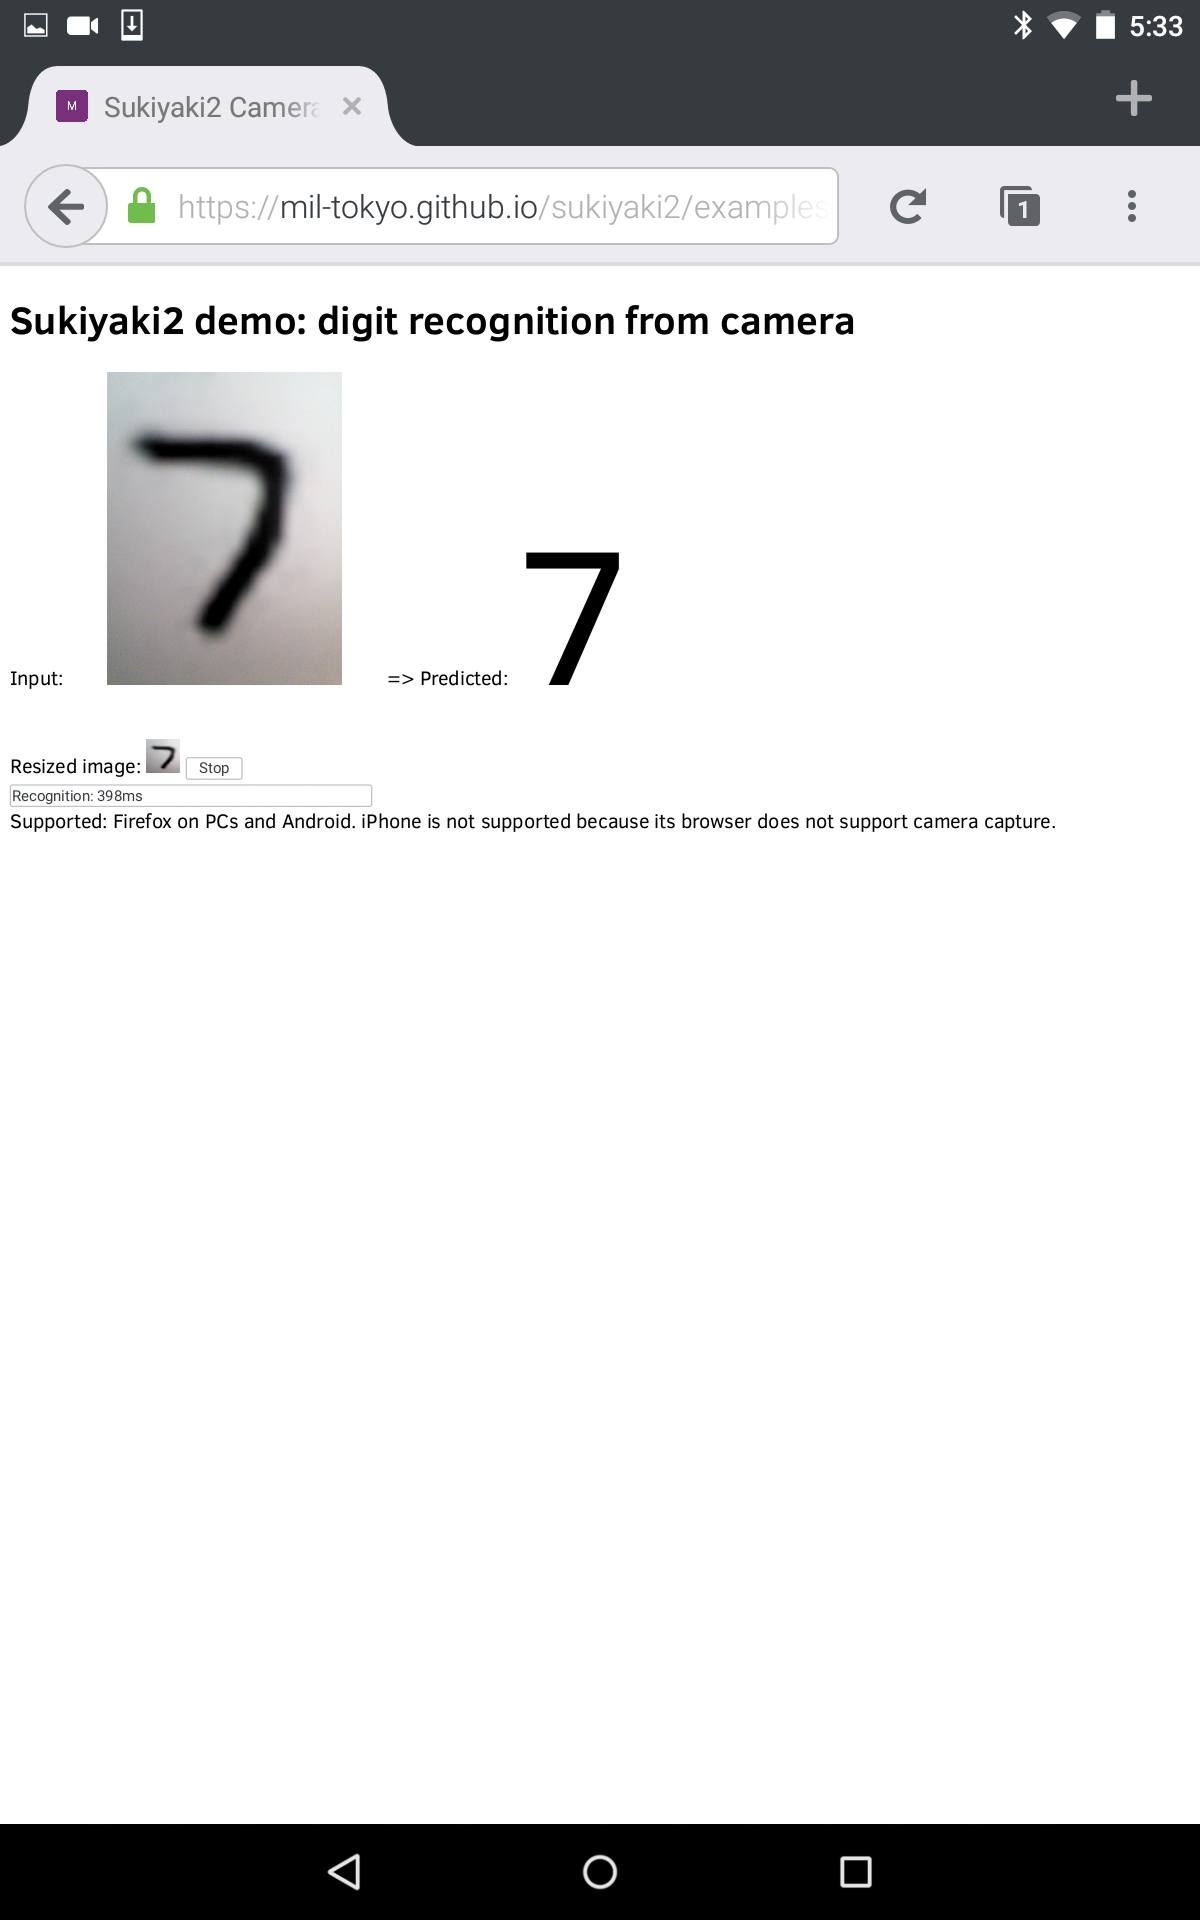 5:33
M Sukiyaki2 Camera
https://mil-tokyo.github.io/sukiyaki2/examples
1
Sukiyaki2 demo: digit recognition from camera
7
Input: => Predicted: 7
Resized image: 7 Stop
Recognition: 398ms
Supported: Firefox on PCs and Android. iPhone is not supported because its browser does not support camera capture.